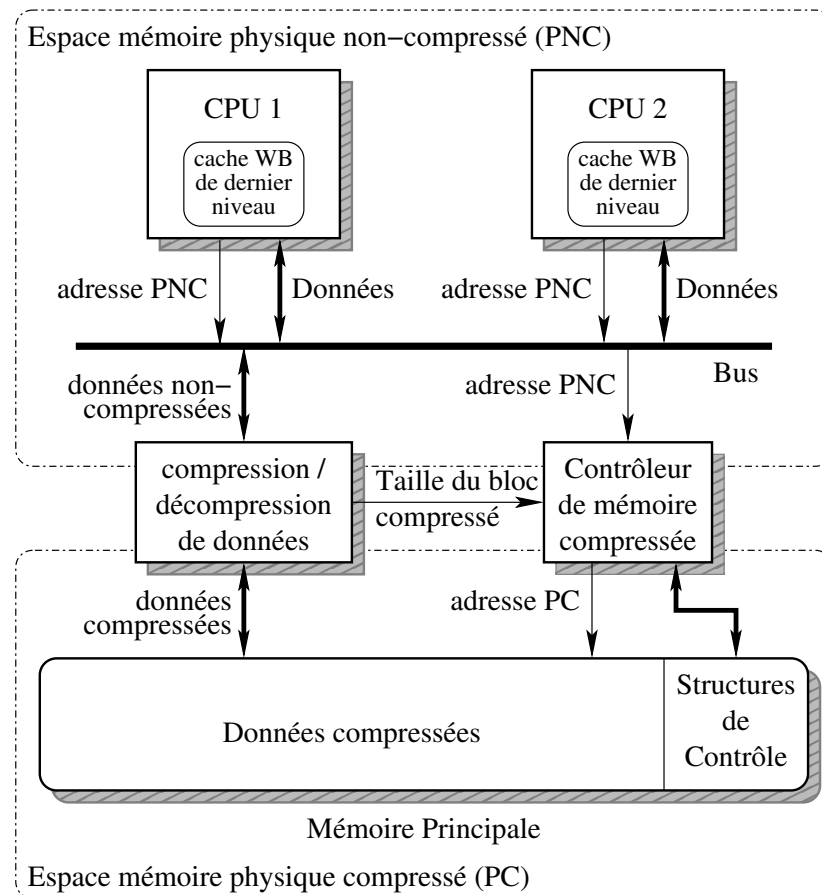 Espace mémoire physique non−compressé (PNC)
CPU 1
cache WB
de dernier
niveau
CPU 2
cache WB
de dernier
niveau
adresse PNC
Données
adresse PNC
Données
Bus
données non−
compressées
adresse PNC
compression /
décompression
de données
Taille du bloc
compressé
Contrôleur
de mémoire
compressée
données
compressées
adresse PC
Données compressées
Structures
de
Contrôle
Mémoire Principale
Espace mémoire physique compressé (PC)